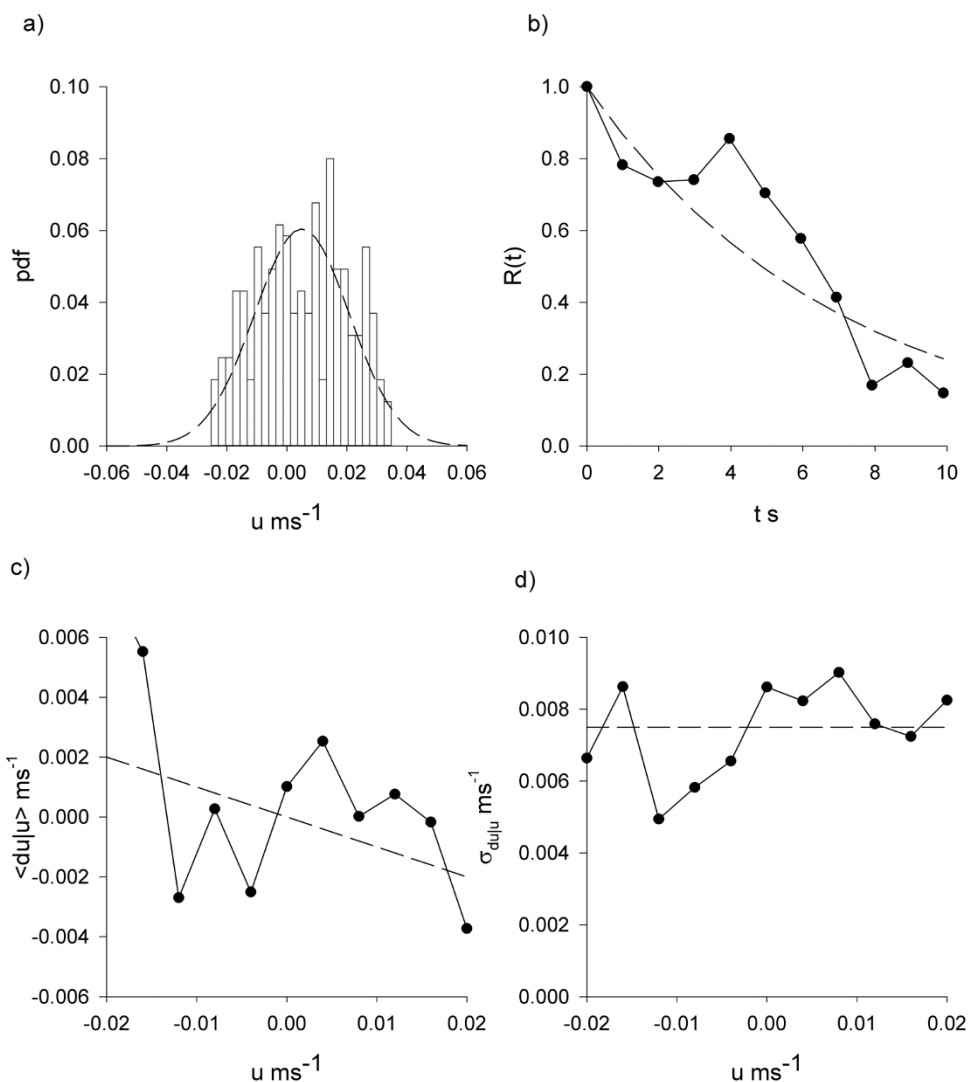 a)
0.10
0.08
0.06
0.04
0.02
0.00
pdf
-0.06 -0.04 -0.02 0.00 0.02 0.04 0.06
u ms-1
b)
1.0
0.8
0.6
0.4
0.2
0.0
R(t)
0 2 4 6 8 10
t s
c)
0.006
0.004
0.002
0.000
-0.002
-0.004
-0.006
<du|u> ms-1
-0.02 -0.01 0.00 0.01 0.02
u ms-1
d)
0.010
0.008
0.006
0.004
0.002
0.000
σdu|u ms-1
-0.02 -0.01 0.00 0.01 0.02
u ms-1